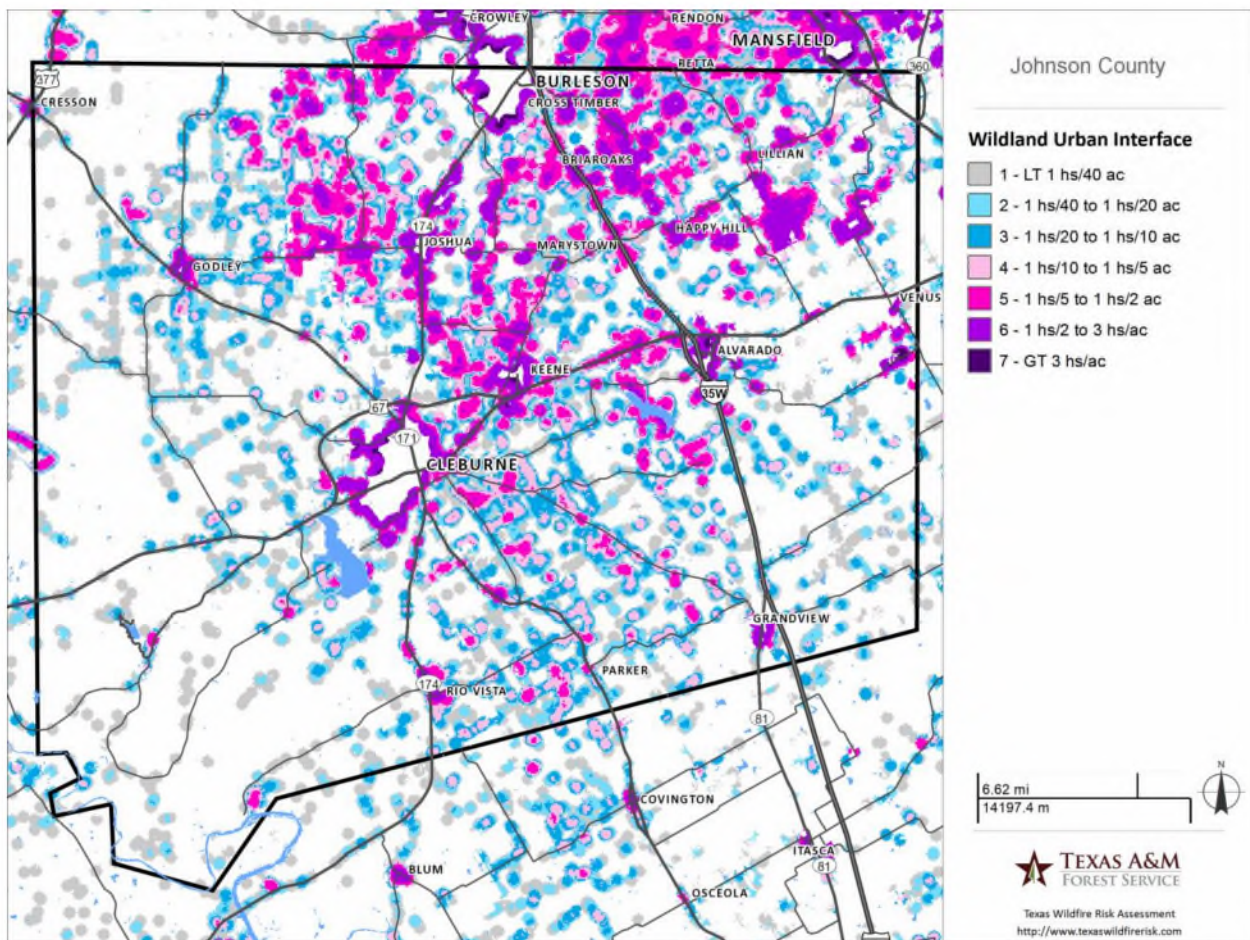 CROWLEY
RENDON
MANSFIELD
RETTA
377
360
CRESSON
BURLESON
CROSS TIMBER
BRIAROAKS
LILLIAN
174
JOSHUA
MARYSTOWN
HAPPY HILL
GODLEY
VENUS
ALVARADO
KEENE
35W
67
171
CLEBURNE
GRANDVIEW
PARKER
174
RIO VISTA
81
COVINGTON
ITASCA
81
BLUM
OSCEOLA
Johnson County
Wildland Urban Interface
1 - LT 1 hs/40 ac
2 - 1 hs/40 to 1 hs/20 ac
3 - 1 hs/20 to 1 hs/10 ac
4 - 1 hs/10 to 1 hs/5 ac
5 - 1 hs/5 to 1 hs/2 ac
6 - 1 hs/2 to 3 hs/ac
7 - GT 3 hs/ac
N
6.62 mi
14197.4 m
TEXAS A&M
FOREST SERVICE
Texas Wildfire Risk Assessment
http://www.texaswildfirerisk.com